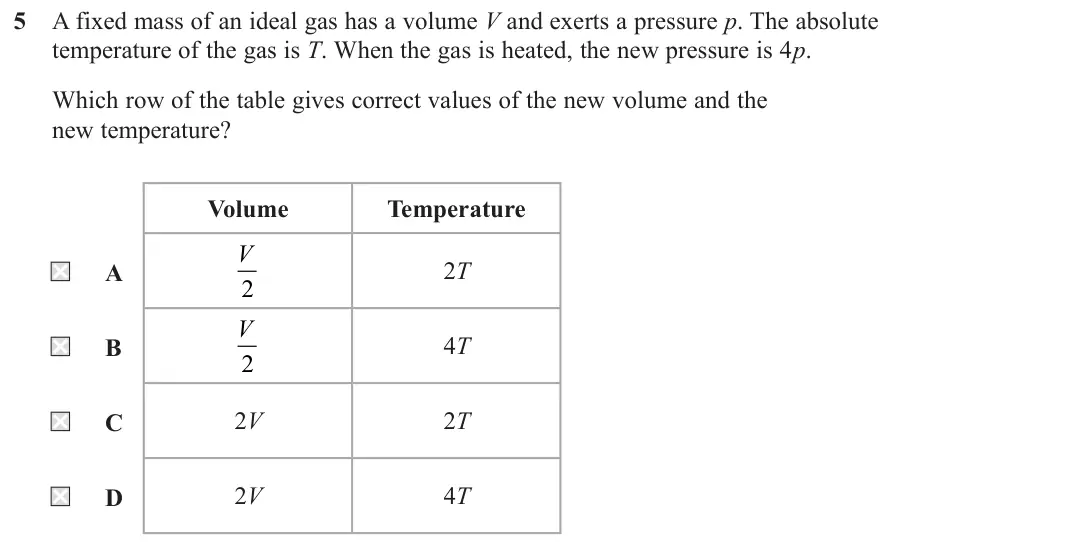 5 A fixed mass of an ideal gas has a volume V and exerts a pressure p. The absolute
temperature of the gas is T. When the gas is heated, the new pressure is 4p.
Which row of the table gives correct values of the new volume and the
new temperature?
Volume Temperature
A V/2 2T
B V/2 4T
C 2V 2T
D 2V 4T